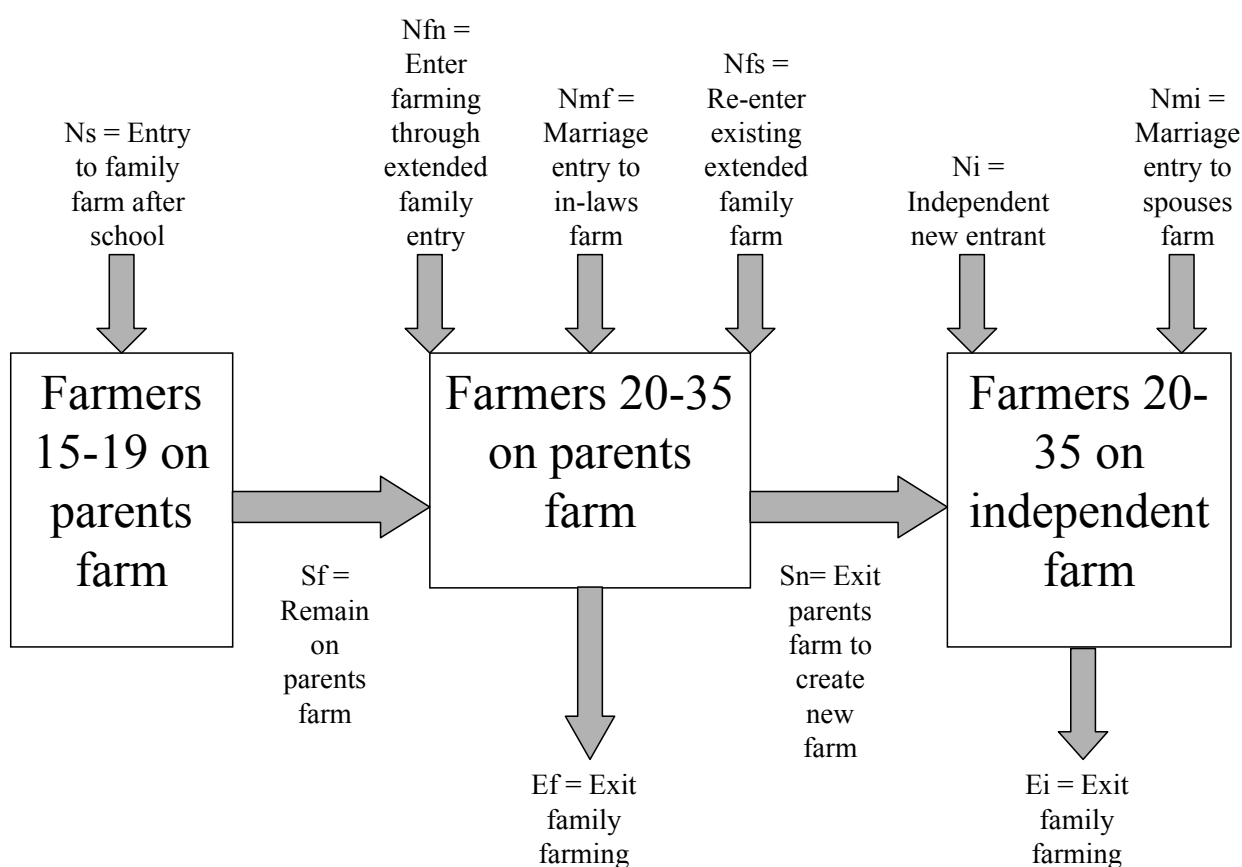 Nfn =
Enter
farming
through
extended
family
entry
Nmf =
Marriage
entry to
in-laws
farm
Nfs =
Re-enter
existing
extended
family
farm
Nmi =
Marriage
entry to
spouses
farm
Ns = Entry
to family
farm after
school
Ni =
Independent
new entrant
Farmers
15-19 on
parents
farm
Farmers 20-35
on parents
farm
Farmers 20-
35 on
independent
farm
Sf =
Remain
on
parents
farm
Sn= Exit
parents
farm to
create
new
farm
Ef = Exit
family
farming
Ei = Exit
family
farming